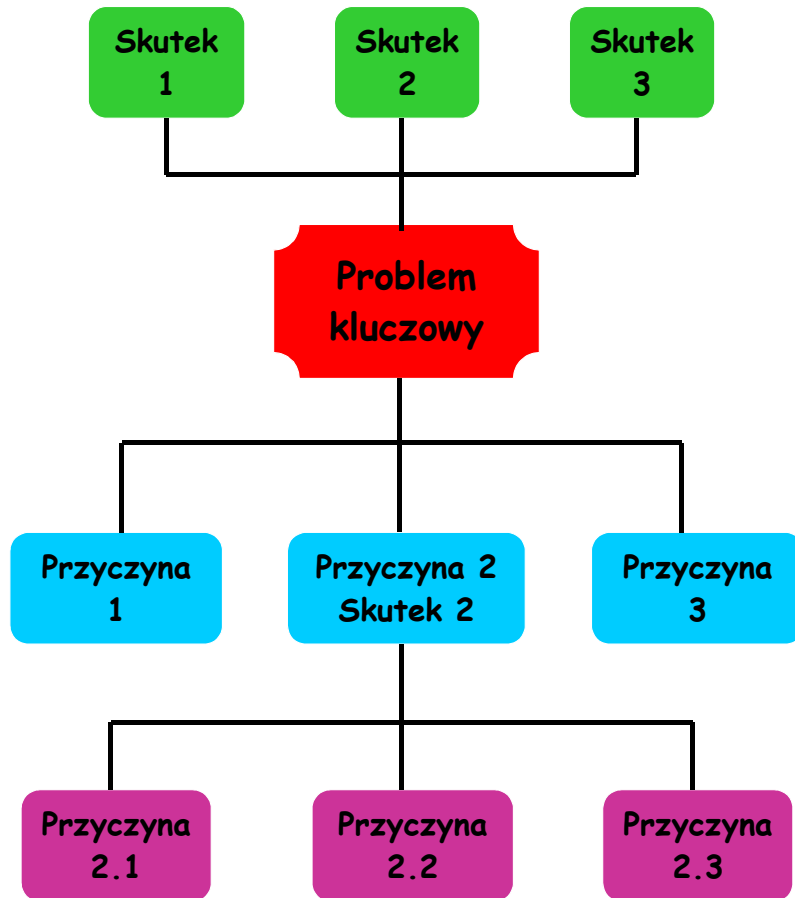 Skutek
1
Skutek
2
Skutek
3
Problem
kluczowy
Przyczyna
1
Przyczyna 2
Skutek 2
Przyczyna
3
Przyczyna
2.1
Przyczyna
2.2
Przyczyna
2.3